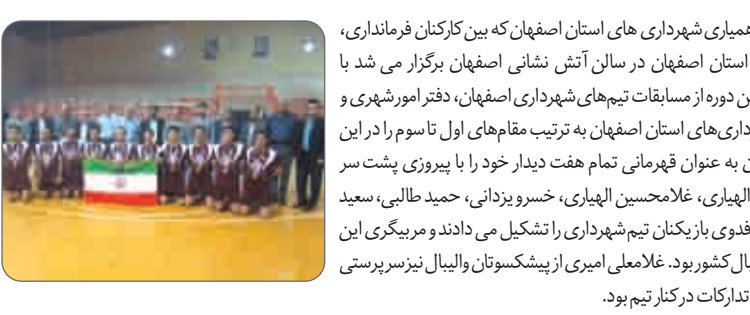 همیاری شهرداری های استان اصفهان که بین کارکنان فرمانداری،
استان اصفهان در سالن آتش نشانی اصفهان برگزار می شد با
دوره از مسابقات تیم‌های شهرداری اصفهان، دفتر امور شهری و
استان اصفهان به ترتیب مقام‌های اول تا سوم را در این
به عنوان قهرمانی تمام هفت دیدار خود را با پیروزی پشت سر
الهیاری، غلامحسین الهیاری، خسرو یزدانی، حمید طالبی، سعید
فدوی بازیکنان تیم شهرداری را تشکیل می دادند و مربیگری این
کشور بود. غلامعلی امیری از پیشکسوتان والیبال نیز سرپرستی
تدارکات در کنار تیم بود.